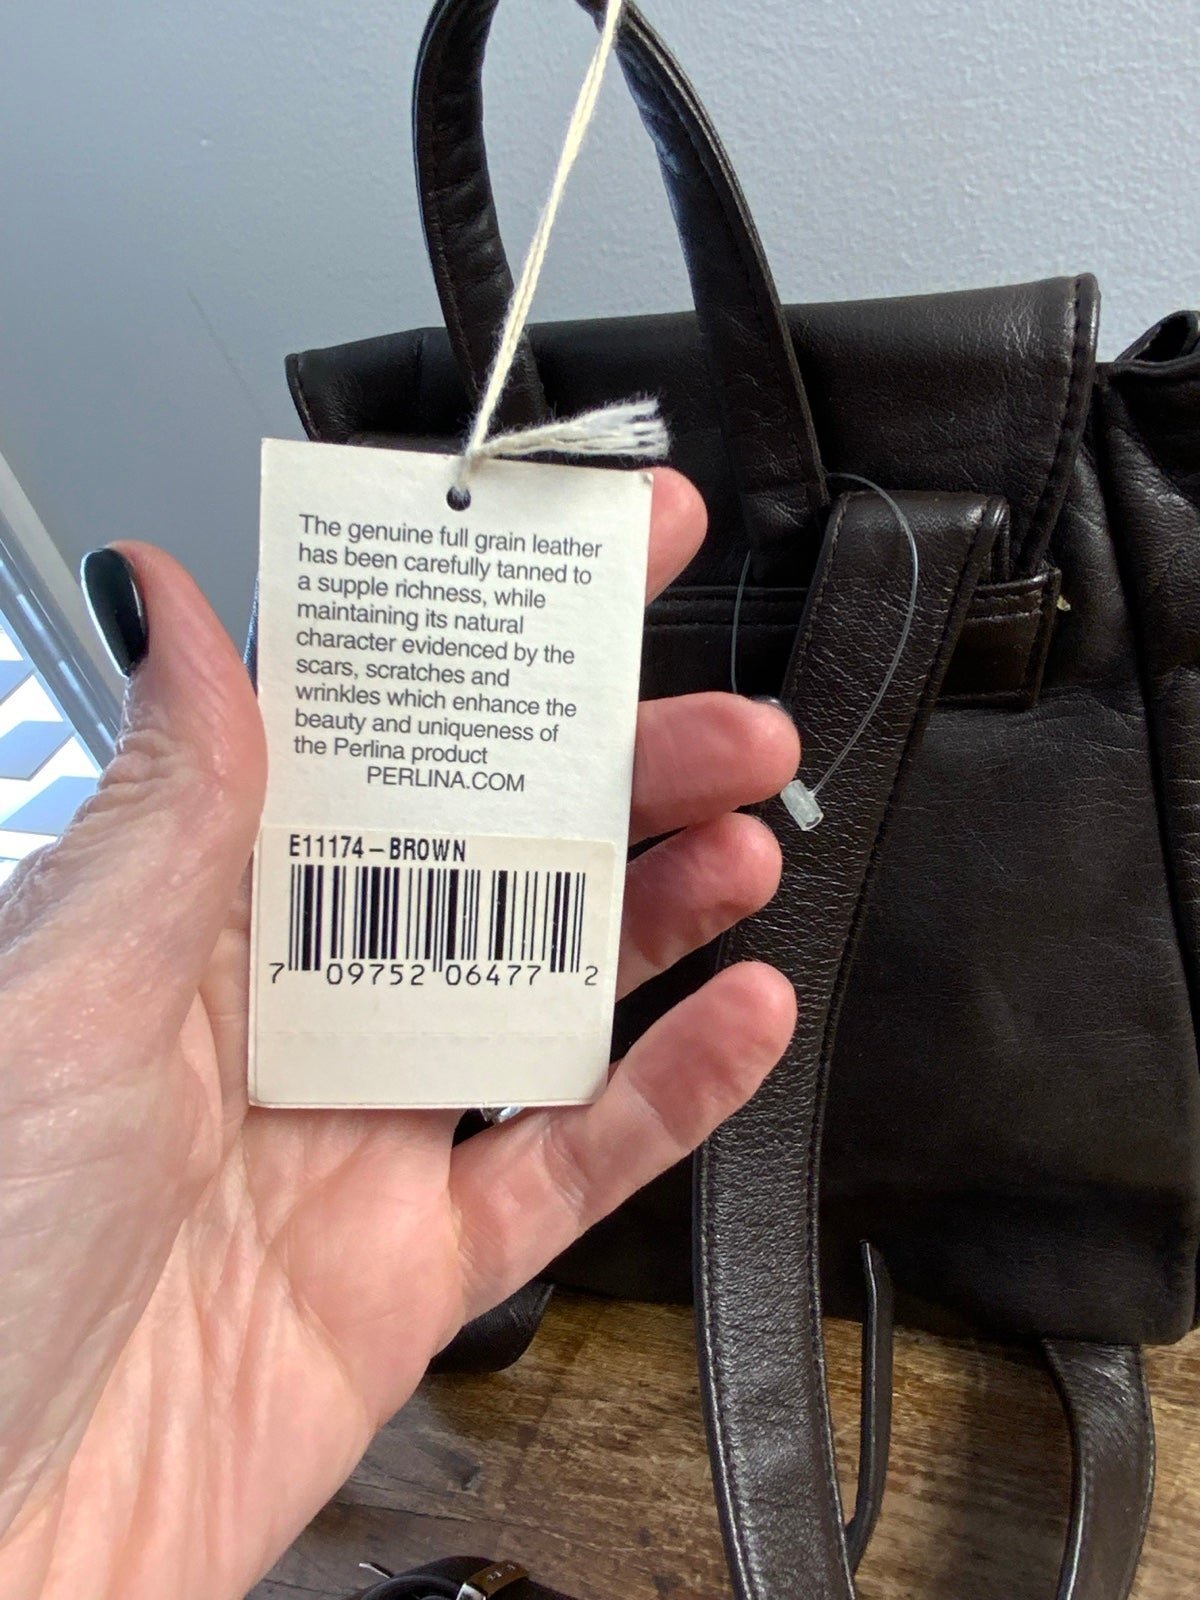 The genuine full grain leather
has been carefully tanned to
a supple richness, while
maintaining its natural
character evidenced by the
scars, scratches and
wrinkles which enhance the
beauty and uniqueness of
the Perlina product
PERLINA.COM
E11174-BROWN
7 09752 06477 2